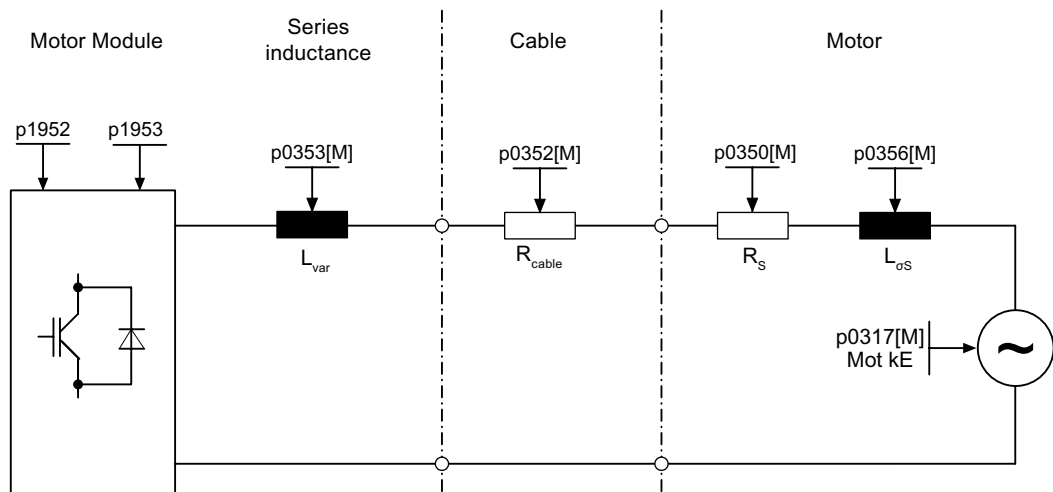 Motor Module
Series
inductance
Cable
Motor
p1952
p1953
p0353[M]
p0352[M]
p0350[M]
p0356[M]
Lvar
Rcable
RS
LσS
p0317[M]
Mot kE
~